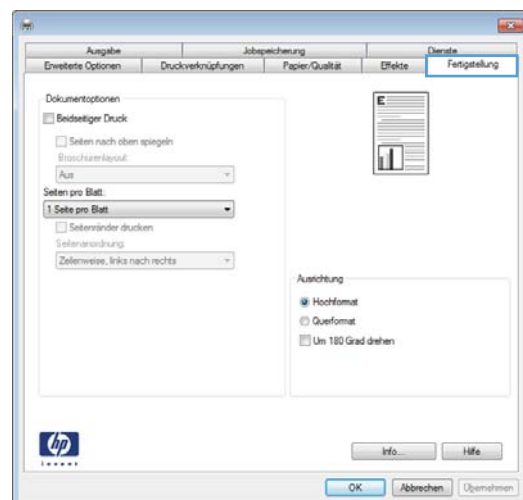 Ausgabe
Jobspeicherung
Dienste
Erweiterte Optionen
Druckverknüpfungen
Papier/Qualität
Effekte
Fertigstellung
Dokumentoptionen
Beidseitiger Druck
Seiten nach oben spiegeln
Broschürenlayout:
Aus
Seiten pro Blatt:
1 Seite pro Blatt
Seitenränder drucken
Seitenanordnung:
Zeilenweise, links nach rechts
E
Ausrichtung
Hochformat
Querformat
Um 180 Grad drehen
hp
invent
Info...
Hilfe
OK
Abbrechen
Übernehmen